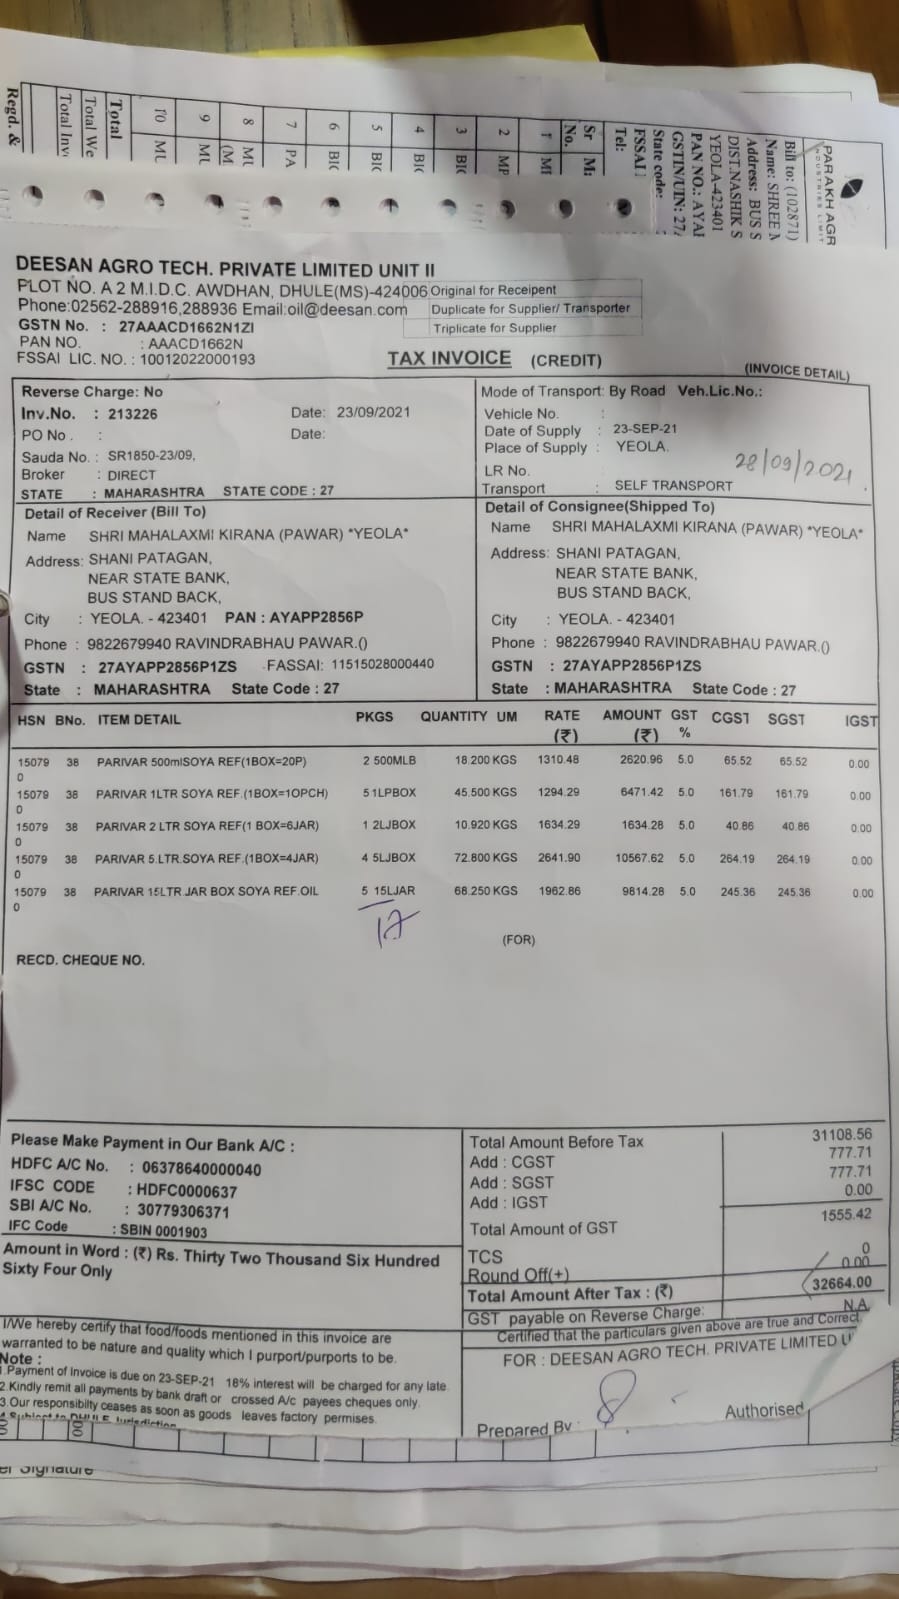 Regd. &
Total Inv
Total We
Total
10 MU
9 MU
8 MU
(M
7 PA
6 BIC
5 BIC
4 BIC
3 BIC
2 MP
1
Sr
No.
Tel:
FSSAI
State code:
GSTIN/UIN: 27
PAN NO.: AYAP
YEOLA-423401
DIST.NASHIK S
Address: BUS S
Name: SHREE M
Bill to: (102871)
PARAKH AGR
INDUSTRIES LIMIT
DEESAN AGRO TECH. PRIVATE LIMITED UNIT II
PLOT NO. A 2 M.I.D.C. AWDHAN, DHULE(MS)-424006 Original for Receipent
Phone:02562-288916,288936 Email:oil@deesan.com Duplicate for Supplier/ Transporter
GSTN No. : 27AAACD1662N1ZI Triplicate for Supplier
PAN NO. : AAACD1662N
FSSAI LIC. NO. : 10012022000193 TAX INVOICE (CREDIT) (INVOICE DETAIL)
Reverse Charge: No Mode of Transport: By Road Veh.Lic.No.:
Inv.No. : 213226 Date: 23/09/2021 Vehicle No. :
PO No . : Date: Date of Supply : 23-SEP-21
Sauda No. : SR1850-23/09, Place of Supply : YEOLA.
28/09/2021
Broker : DIRECT LR No.
STATE : MAHARASHTRA STATE CODE : 27 Transport : SELF TRANSPORT
Detail of Receiver (Bill To) Detail of Consignee(Shipped To)
Name SHRI MAHALAXMI KIRANA (PAWAR) *YEOLA* Name SHRI MAHALAXMI KIRANA (PAWAR) *YEOLA*
Address: SHANI PATAGAN, Address: SHANI PATAGAN,
NEAR STATE BANK, NEAR STATE BANK,
BUS STAND BACK, BUS STAND BACK,
City : YEOLA. - 423401 PAN : AYAPP2856P City : YEOLA. - 423401
Phone : 9822679940 RAVINDRABHAU PAWAR.() Phone : 9822679940 RAVINDRABHAU PAWAR.()
GSTN : 27AYAPP2856P1ZS FASSAI: 11515028000440 GSTN : 27AYAPP2856P1ZS
State : MAHARASHTRA State Code : 27 State : MAHARASHTRA State Code : 27
HSN BNo. ITEM DETAIL PKGS QUANTITY UM RATE AMOUNT GST CGST SGST IGST
(₹) (₹) %
15079 38 PARIVAR 500mlSOYA REF(1BOX=20P) 2 500MLB 18.200 KGS 1310.48 2620.96 5.0 65.52 65.52 0.00
0
15079 38 PARIVAR 1LTR SOYA REF.(1BOX=1OPCH) 5 1LPBOX 45.500 KGS 1294.29 6471.42 5.0 161.79 161.79 0.00
0
15079 38 PARIVAR 2 LTR SOYA REF(1 BOX=6JAR) 1 2LJBOX 10.920 KGS 1634.29 1634.28 5.0 40.86 40.86 0.00
0
15079 38 PARIVAR 5.LTR.SOYA REF.(1BOX=4JAR) 4 5LJBOX 72.800 KGS 2641.90 10567.62 5.0 264.19 264.19 0.00
0
15079 38 PARIVAR 15LTR JAR BOX SOYA REF.OIL 5 15LJAR 68.250 KGS 1962.86 9814.28 5.0 245.36 245.36 0.00
0
17
(FOR)
RECD. CHEQUE NO.
Please Make Payment in Our Bank A/C : Total Amount Before Tax 31108.56
HDFC A/C No. : 06378640000040 Add : CGST 777.71
IFSC CODE : HDFC0000637 Add : SGST 777.71
SBI A/C No. : 30779306371 Add : IGST 0.00
IFC Code : SBIN 0001903 Total Amount of GST 1555.42
Amount in Word : (₹) Rs. Thirty Two Thousand Six Hundred TCS 0
Sixty Four Only Round Off(+) 0.00
Total Amount After Tax : (₹) 32664.00
GST payable on Reverse Charge: N.A.
I/We hereby certify that food/foods mentioned in this invoice are Certified that the particulars given above are true and Correct
warranted to be nature and quality which I purport/purports to be. FOR : DEESAN AGRO TECH. PRIVATE LIMITED U
Note :
1.Payment of Invoice is due on 23-SEP-21 18% interest will be charged for any late.
2.Kindly remit all payments by bank draft or crossed A/c payees cheques only.
3.Our responsibilty ceases as soon as goods leaves factory permises.
4.Subject to DHULE Jurisdiction
Prepared By : Authorised
er Signature